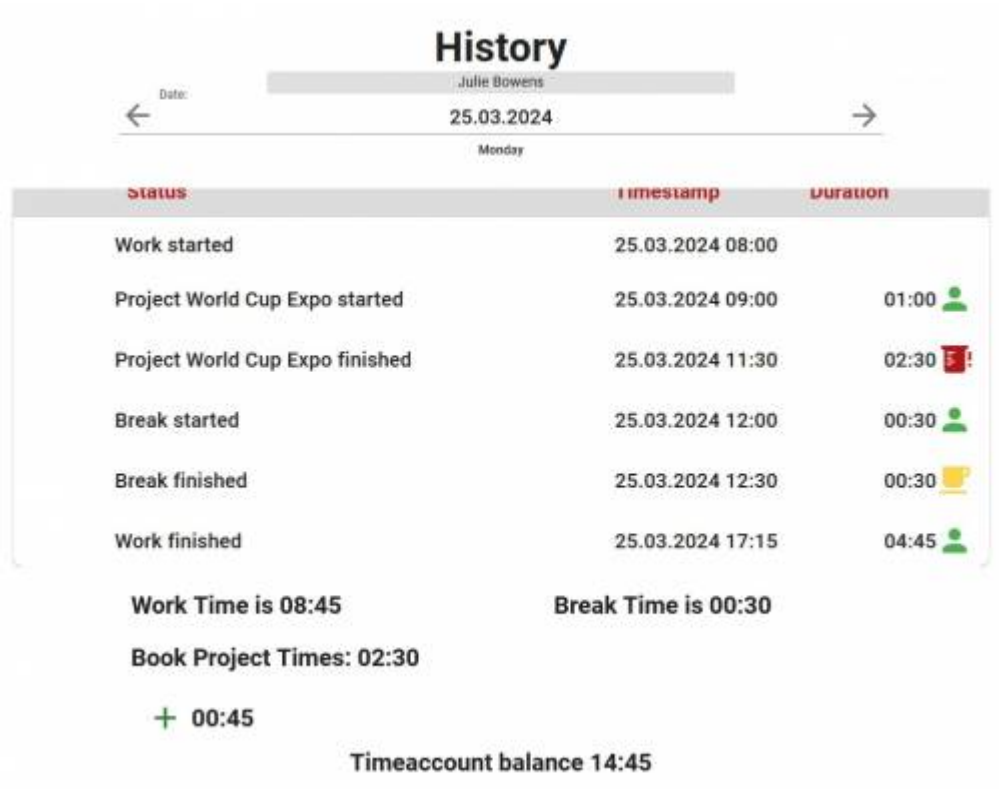 History
Julie Bowens
Date:
25.03.2024
Monday
Status Timestamp Duration
Work started 25.03.2024 08:00
Project World Cup Expo started 25.03.2024 09:00 01:00
Project World Cup Expo finished 25.03.2024 11:30 02:30
Break started 25.03.2024 12:00 00:30
Break finished 25.03.2024 12:30 00:30
Work finished 25.03.2024 17:15 04:45
Work Time is 08:45 Break Time is 00:30
Book Project Times: 02:30
+ 00:45
Timeaccount balance 14:45